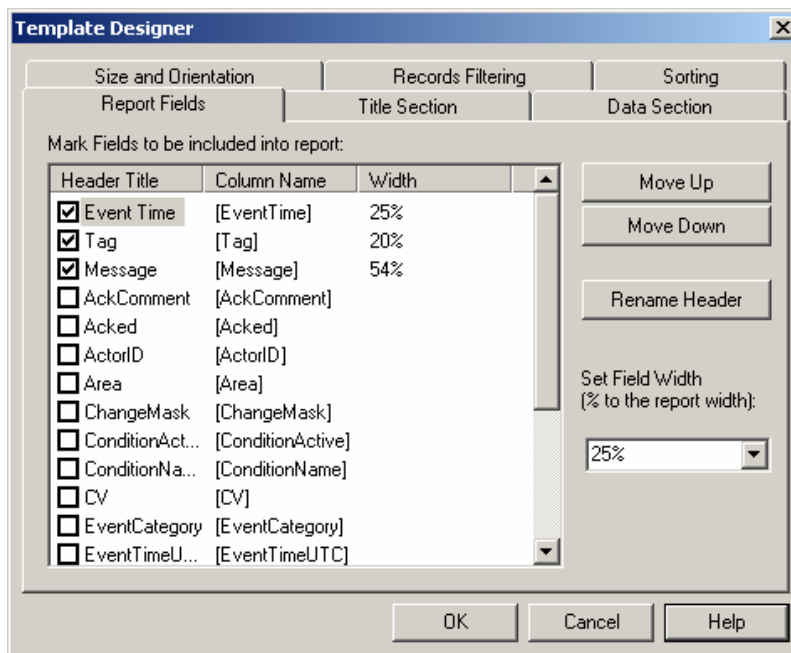 Template Designer
Size and Orientation Records Filtering Sorting
Report Fields Title Section Data Section
Mark Fields to be included into report:
Header Title Column Name Width
Event Time [EventTime] 25%
Tag [Tag] 20%
Message [Message] 54%
AckComment [AckComment]
Acked [Acked]
ActorID [ActorID]
Area [Area]
ChangeMask [ChangeMask]
ConditionAct... [ConditionActive]
ConditionNa... [ConditionName]
CV [CV]
EventCategory [EventCategory]
EventTimeU... [EventTimeUTC]
Move Up
Move Down
Rename Header
Set Field Width
(% to the report width):
25%
OK Cancel Help